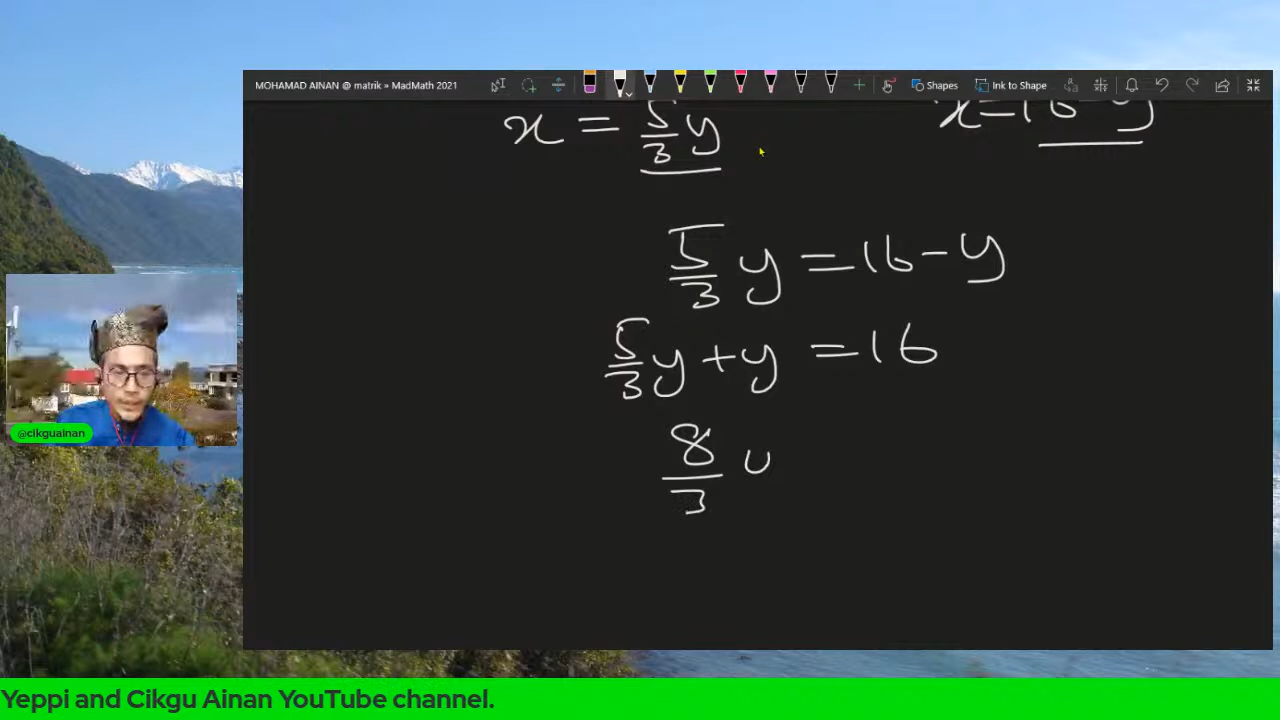 MOHAMAD AINAN @ matrik » MadMath 2021
Shapes
Ink to Shape
x = 5/3 y
x = 16 - y
5/3 y = 16 - y
5/3 y + y = 16
8/3
@cikguainan
Yeppi and Cikgu Ainan YouTube channel.